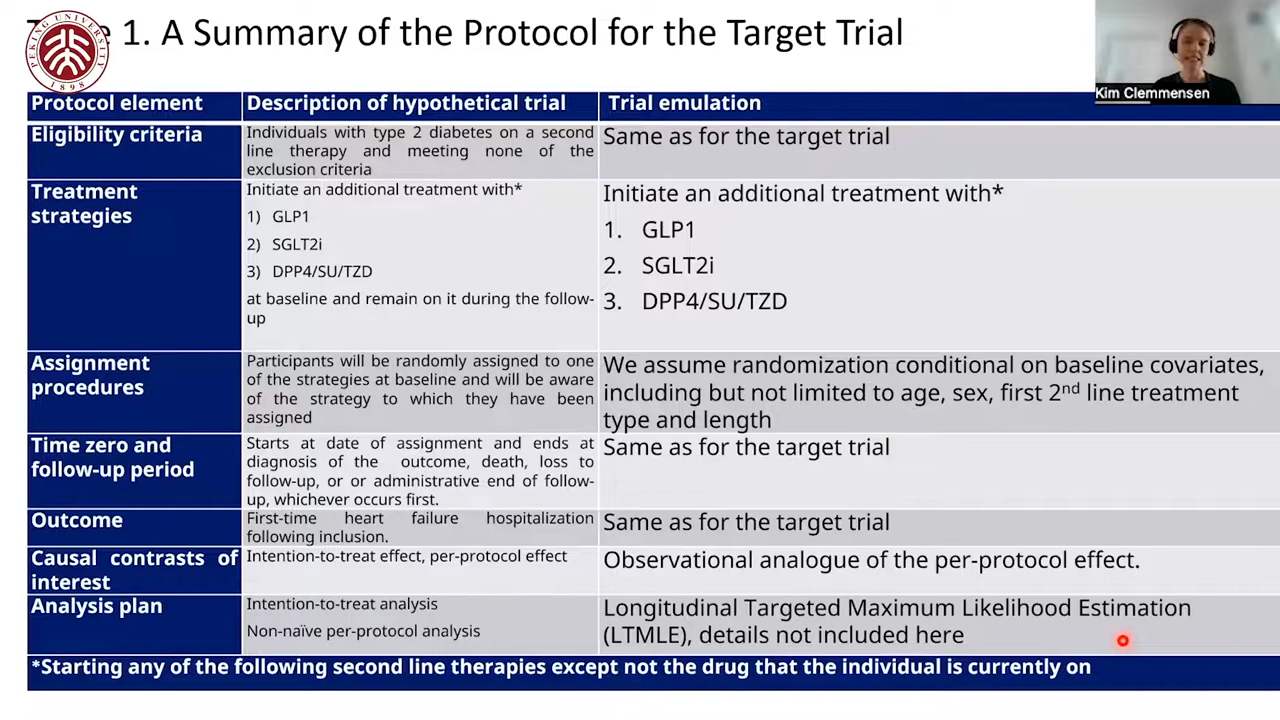 1. A Summary of the Protocol for the Target Trial
PEKING UNIVERSITY
1898
Kim Clemmensen
Protocol element
Description of hypothetical trial
Trial emulation
Eligibility criteria
Individuals with type 2 diabetes on a second
line therapy and meeting none of the
exclusion criteria
Same as for the target trial
Treatment
strategies
Initiate an additional treatment with*
1) GLP1
2) SGLT2i
3) DPP4/SU/TZD
at baseline and remain on it during the follow-
up
Initiate an additional treatment with*
1. GLP1
2. SGLT2i
3. DPP4/SU/TZD
Assignment
procedures
Participants will be randomly assigned to one
of the strategies at baseline and will be aware
of the strategy to which they have been
assigned
We assume randomization conditional on baseline covariates,
including but not limited to age, sex, first 2nd line treatment
type and length
Time zero and
follow-up period
Starts at date of assignment and ends at
diagnosis of the outcome, death, loss to
follow-up, or or administrative end of follow-
up, whichever occurs first.
Same as for the target trial
Outcome
First-time heart failure hospitalization
following inclusion.
Same as for the target trial
Causal contrasts of
interest
Intention-to-treat effect, per-protocol effect
Observational analogue of the per-protocol effect.
Analysis plan
Intention-to-treat analysis
Non-naïve per-protocol analysis
Longitudinal Targeted Maximum Likelihood Estimation
(LTMLE), details not included here
*Starting any of the following second line therapies except not the drug that the individual is currently on